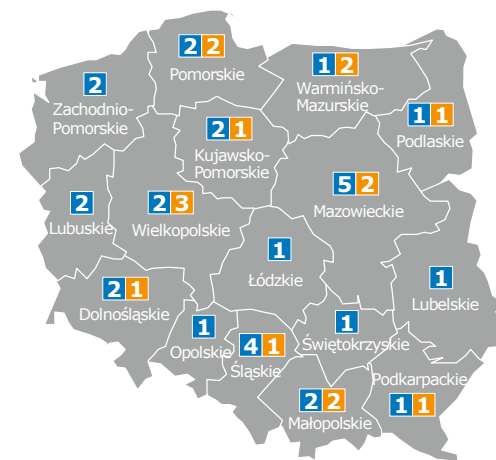 2 2
Pomorskie
1 2
Warmińsko-
Mazurskie
2
Zachodnio-
Pomorskie
1 1
Podlaskie
2 1
Kujawsko-
Pomorskie
5 2
Mazowieckie
2
Lubuskie
2 3
Wielkopolskie
1
Łódzkie
1
Lubelskie
2 1
Dolnośląskie
1
Opolskie
4 1
Śląskie
1
Świętokrzyskie
Podkarpackie
1 1
2 2
Małopolskie